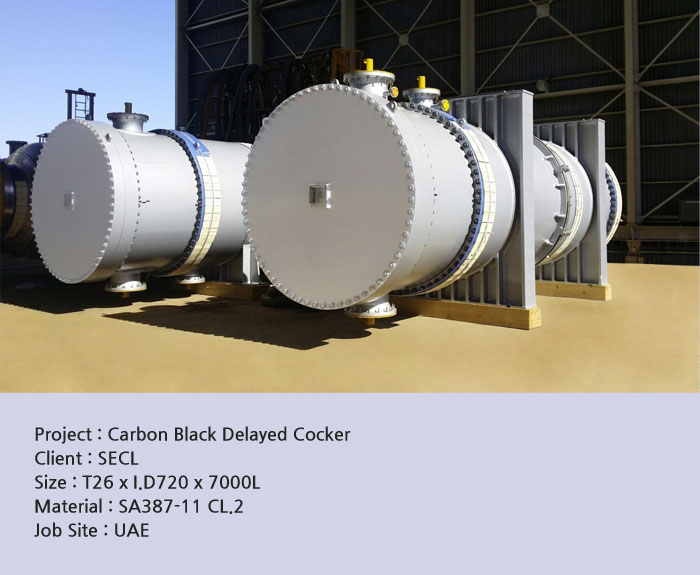 Project : Carbon Black Delayed Cocker
Client : SECL
Size : T26 x I.D720 x 7000L
Material : SA387-11 CL.2
Job Site : UAE